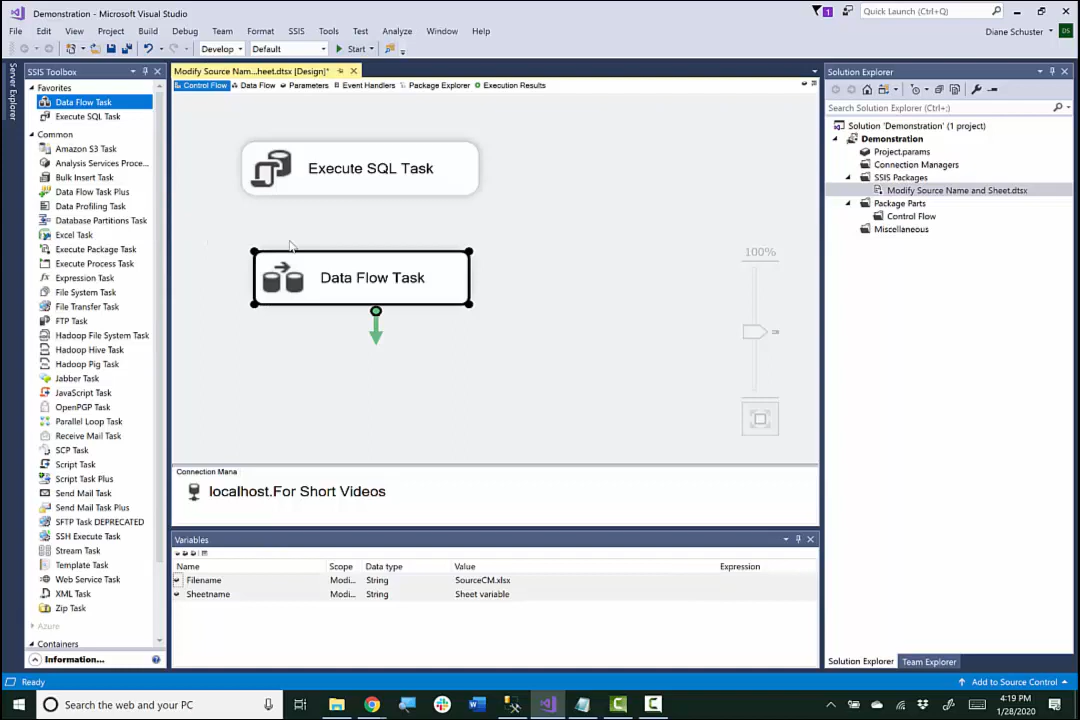 Demonstration - Microsoft Visual Studio
1
Quick Launch (Ctrl+Q)
File Edit View Project Build Debug Team Format SSIS Tools Test Analyze Window Help
Diane Schuster DS
Develop Default Start
Server Explorer
SSIS Toolbox
Favorites
Data Flow Task
Execute SQL Task
Common
Amazon S3 Task
Analysis Services Proce...
Bulk Insert Task
Data Flow Task Plus
Data Profiling Task
Database Partitions Task
Excel Task
Execute Package Task
Execute Process Task
Expression Task
File System Task
File Transfer Task
FTP Task
Hadoop File System Task
Hadoop Hive Task
Hadoop Pig Task
Jabber Task
JavaScript Task
OpenPGP Task
Parallel Loop Task
Receive Mail Task
SCP Task
Script Task
Script Task Plus
Send Mail Task
Send Mail Task Plus
SFTP Task DEPRECATED
SSH Execute Task
Stream Task
Template Task
Web Service Task
XML Task
Zip Task
Azure
Containers
Information...
Modify Source Nam...heet.dtsx [Design]*
Control Flow Data Flow Parameters Event Handlers Package Explorer Execution Results
Execute SQL Task
Data Flow Task
100%
Connection Mana
localhost.For Short Videos
Variables
Name Scope Data type Value Expression
Filename Modi... String SourceCM.xlsx
Sheetname Modi... String Sheet variable
Solution Explorer
Search Solution Explorer (Ctrl+;)
Solution 'Demonstration' (1 project)
Demonstration
Project.params
Connection Managers
SSIS Packages
Modify Source Name and Sheet.dtsx
Package Parts
Control Flow
Miscellaneous
Solution Explorer Team Explorer
Ready
Add to Source Control
Search the web and your PC
4:19 PM
1/28/2020